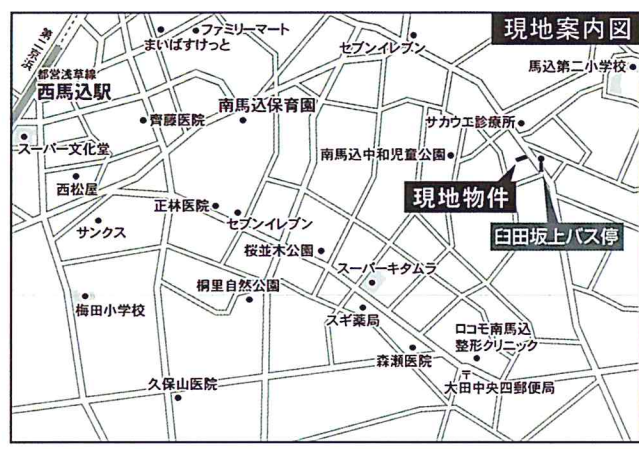 現地案内図
第二京浜
ファミリーマート
まいばすけっと
セブンイレブン
馬込第二小学校
都営浅草線
西馬込駅
齊藤医院
南馬込保育園
サカウエ診療所
スーパー文化堂
南馬込中和児童公園
西松屋
現地物件
正林医院
セブンイレブン
サンクス
臼田坂上バス停
桜並木公園
スーパーキタムラ
桐里自然公園
梅田小学校
スギ薬局
ロコモ南馬込
整形クリニック
森瀬医院
久保山医院
〒
大田中央四郵便局